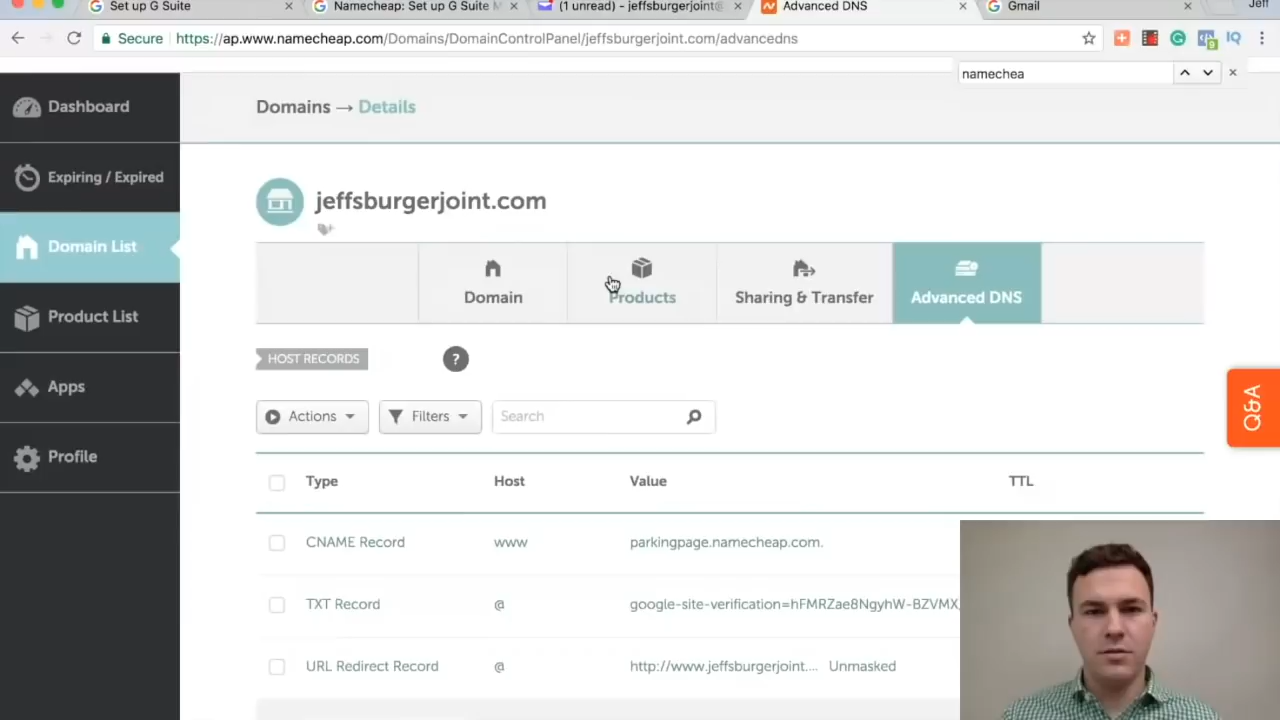 Set up G Suite
Namecheap: Set up G Suite M
(1 unread) - jeffsburgerjoint@
Advanced DNS
Gmail
Jeff
Secure
https://ap.www.namecheap.com/Domains/DomainControlPanel/jeffsburgerjoint.com/advancedns
9
IQ
namechea
Dashboard
Domains → Details
Expiring / Expired
jeffsburgerjoint.com
Domain List
Domain
Products
Sharing & Transfer
Advanced DNS
Product List
HOST RECORDS
?
Apps
Actions
Filters
Search
Q&A
Profile
Type
Host
Value
TTL
CNAME Record
www
parkingpage.namecheap.com.
TXT Record
@
google-site-verification=hFMRZae8NgyhW-BZVMX
URL Redirect Record
@
http://www.jeffsburgerjoint....
Unmasked